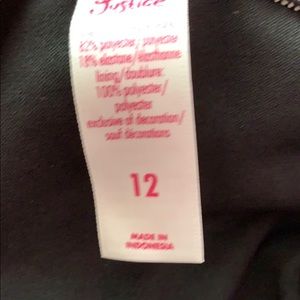 Justice
82% polyester / polyester
18% elastane / élasthanne
lining / doublure:
100% polyester /
polyester
exclusive of decoration /
sauf décorations
12
MADE IN
INDONESIA